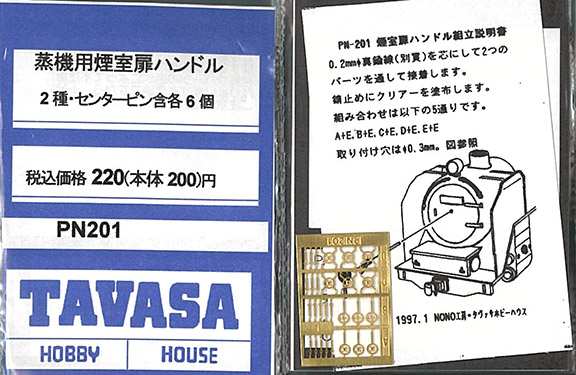 蒸機用煙室扉ハンドル
2種・センターピン含各6個
税込価格 220(本体 200)円
PN201
TAVASA
HOBBY HOUSE
PN-201 煙室扉ハンドル組立説明書
0.2mmφ真鍮線(別買)を芯にして2つの
パーツを通して接着します。
錆止めにクリアーを塗布します。
組み合わせは以下の5通りです。
A+E. B+E. C+E. D+E. E+E
取り付け穴はφ0.3mm。図参照
PN201
1997.1 NONO工房・タヴァサホビーハウス